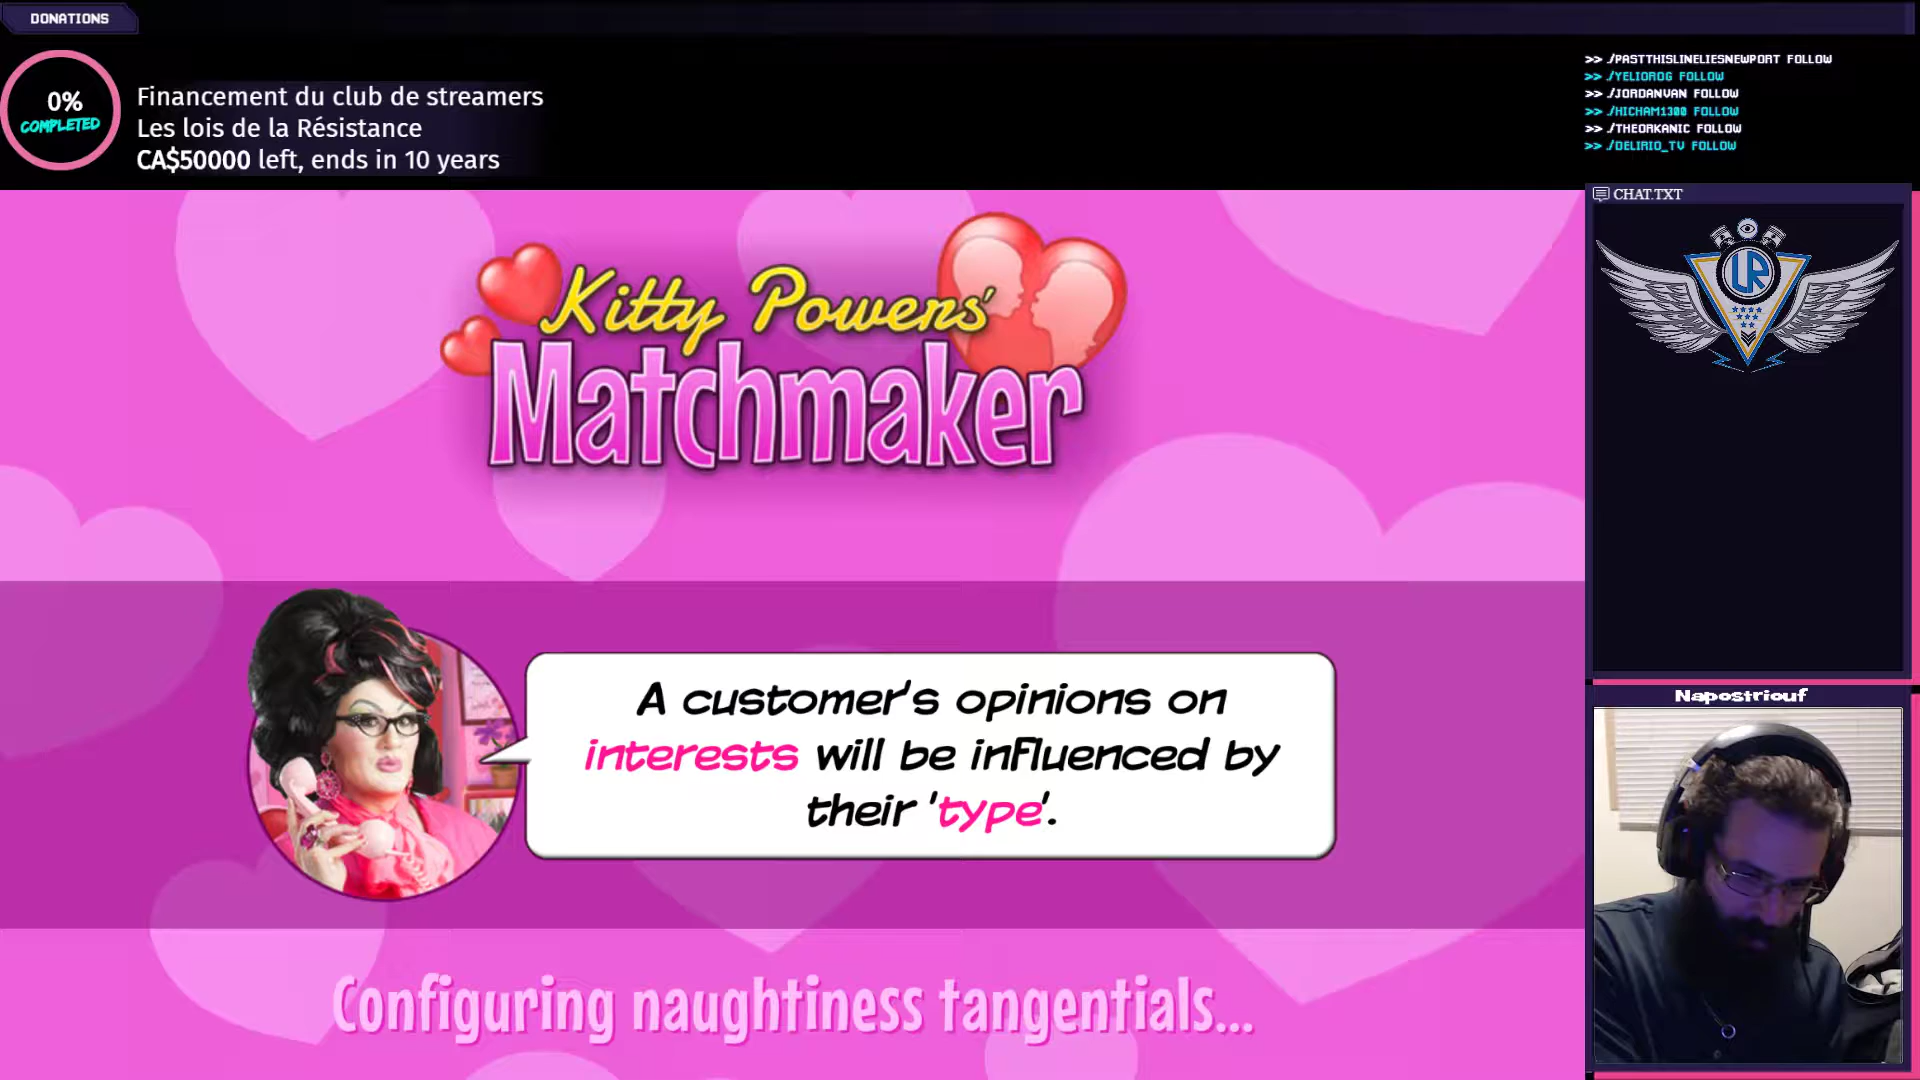 DONATIONS
0%
COMPLETED
Financement du club de streamers
Les lois de la Résistance
CA$50000 left, ends in 10 years
>> ./PASTTHISLINELIESNEWPORT FOLLOW
>> ./YELIOROG FOLLOW
>> ./JORDANVAN FOLLOW
>> ./HICHAM1300 FOLLOW
>> ./THEORKANIC FOLLOW
>> ./DELIRIO_TV FOLLOW
CHAT.TXT
LR
Kitty Powers'
Matchmaker
A customer's opinions on
interests will be influenced by
their 'type'.
Napostriouf
Configuring naughtiness tangentials...